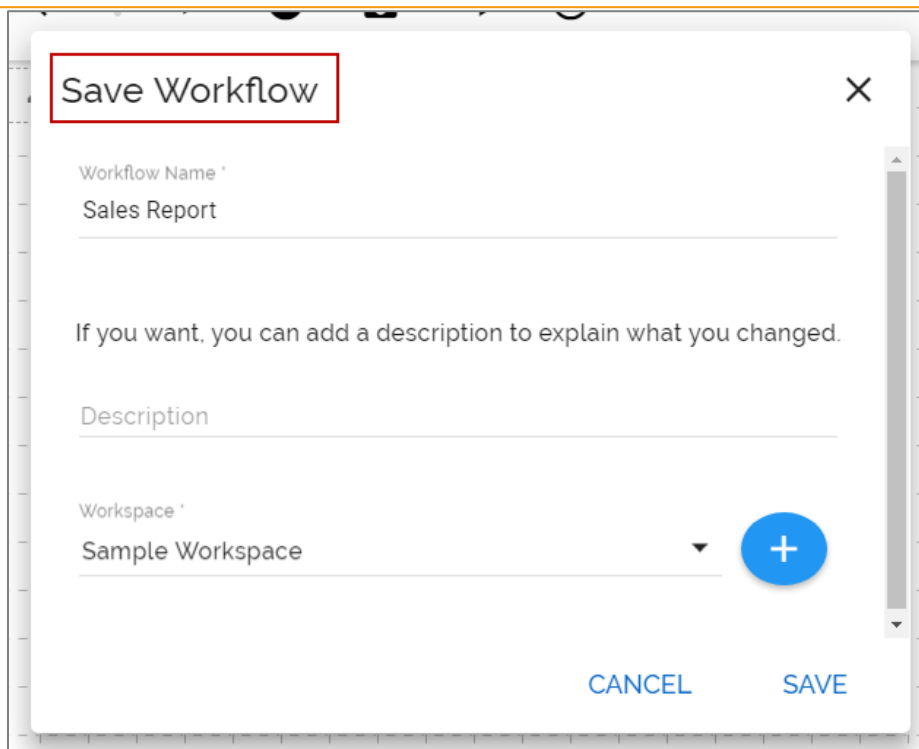 Save Workflow
Workflow Name *
Sales Report
If you want, you can add a description to explain what you changed.
Description
Workspace *
Sample Workspace
CANCEL SAVE